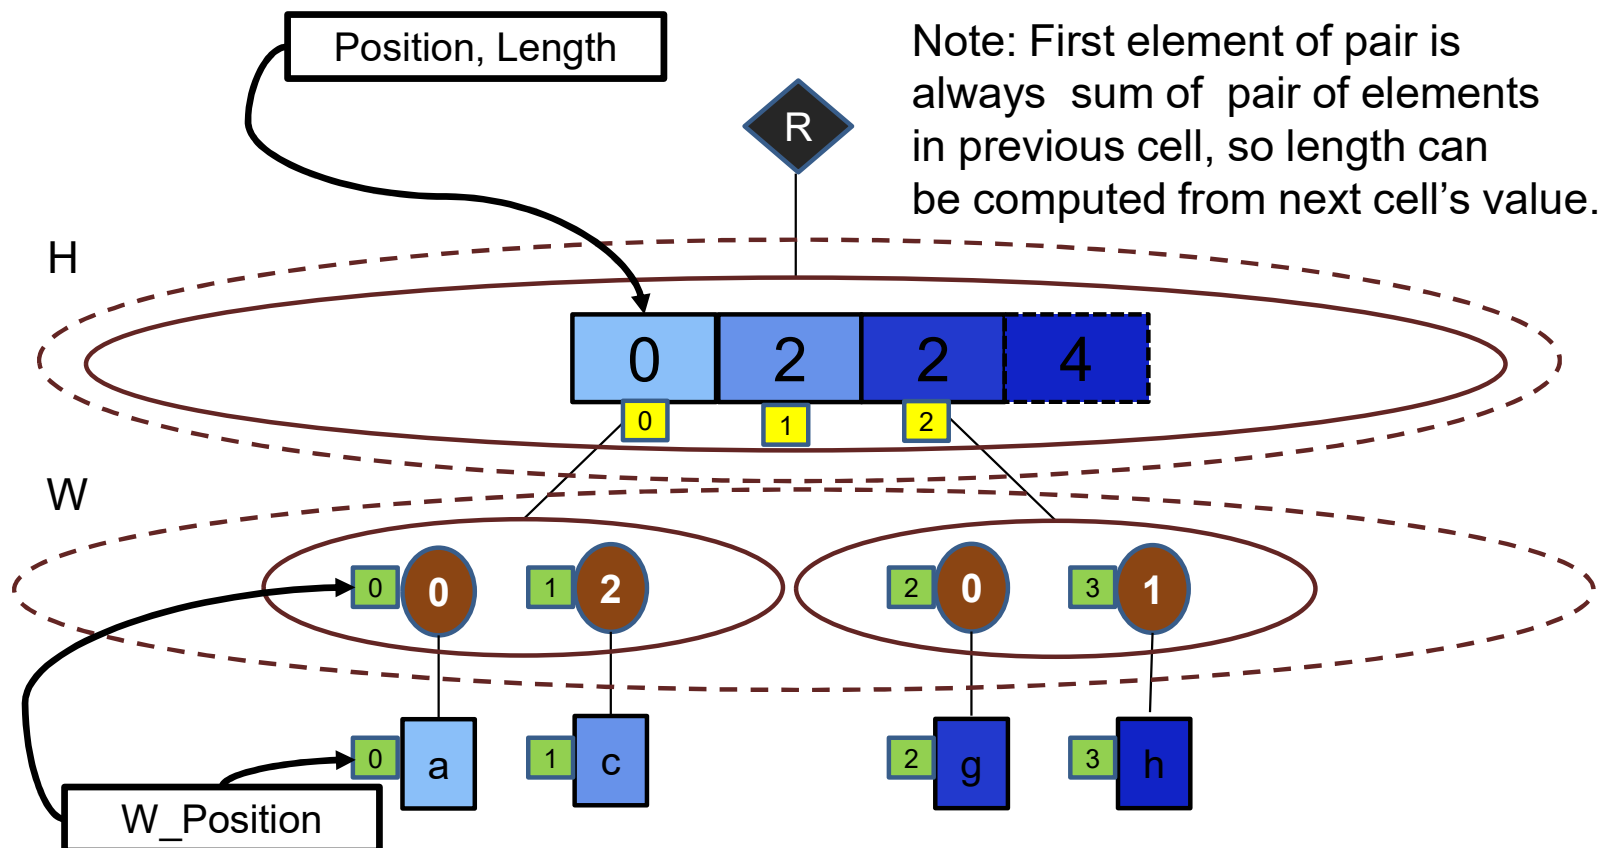 Position, Length
Note: First element of pair is
always sum of pair of elements
in previous cell, so length can
be computed from next cell's value.
R
H
0 2 2 4
0 1 2
W
0 0 1 2 2 0 3 1
0 a 1 c 2 g 3 h
W_Position